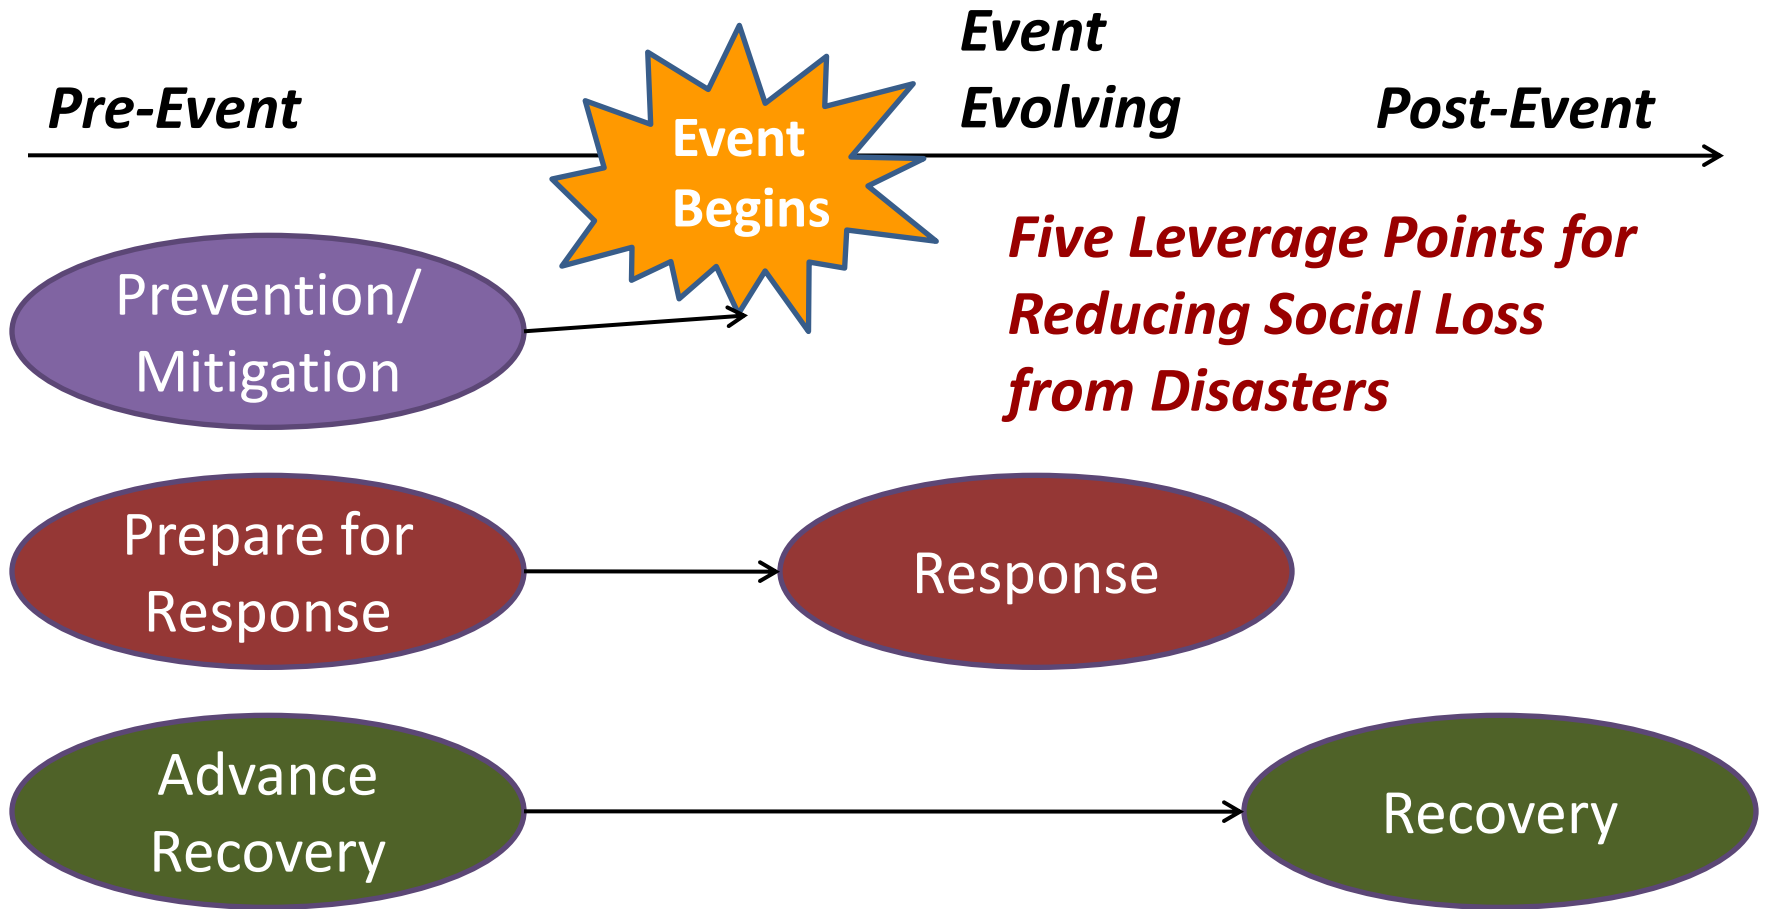 Pre-Event
Event
Begins
Event
Evolving
Post-Event
Five Leverage Points for
Reducing Social Loss
from Disasters
Prevention/
Mitigation
Prepare for
Response
Response
Advance
Recovery
Recovery